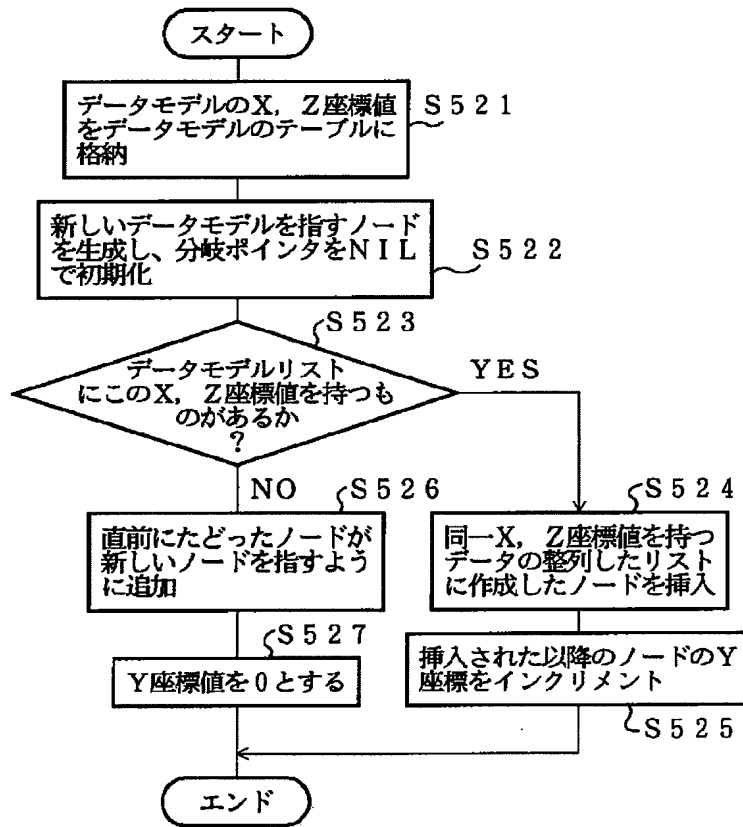 スタート
データモデルのX，Z座標値
をデータモデルのテーブルに
格納
S521
新しいデータモデルを指すノード
を生成し、分岐ポインタをNIL
で初期化
S522
S523
データモデルリスト
にこのX，Z座標値を持つも
のがあるか
？
YES
NO
S526
直前にたどったノードが
新しいノードを指すよう
に追加
S527
Y座標値を0とする
S524
同一X，Z座標値を持つ
データの整列したリスト
に作成したノードを挿入
挿入された以降のノードのY
座標をインクリメント
S525
エンド